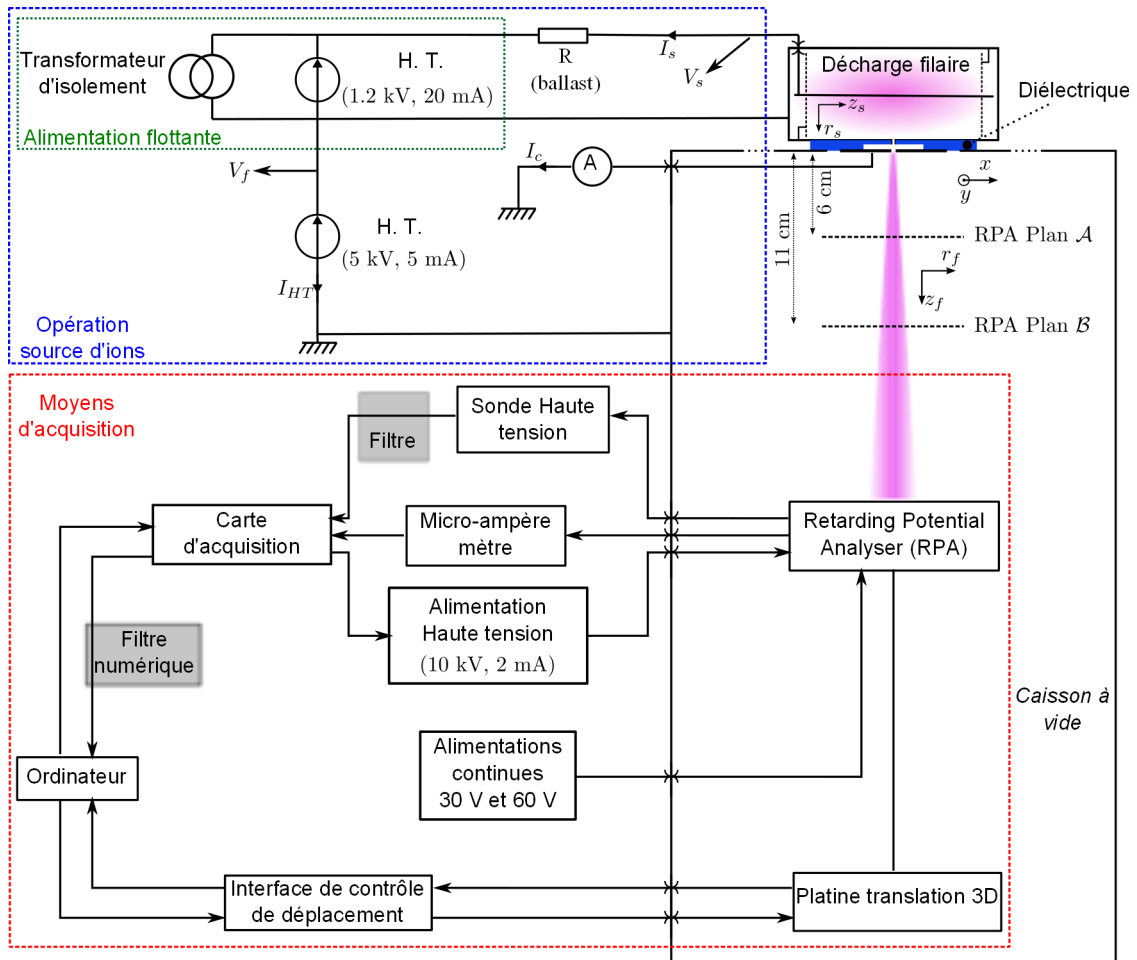 Transformateur
d'isolement
Alimentation flottante
H. T.
(1.2 kV, 20 mA)
R
(ballast)
I_s
V_s
Décharge filaire
z_s
r_s
Diélectrique
V_f
I_c
A
H. T.
(5 kV, 5 mA)
I_{HT}
Opération
source d'ions
6 cm
11 cm
x
y
RPA Plan 𝒜
r_f
z_f
RPA Plan ℬ
Moyens
d'acquisition
Filtre
Sonde Haute
tension
Carte
d'acquisition
Micro-ampère
mètre
Retarding Potential
Analyser (RPA)
Alimentation
Haute tension
(10 kV, 2 mA)
Filtre
numérique
Caisson à
vide
Ordinateur
Alimentations
continues
30 V et 60 V
Interface de contrôle
de déplacement
Platine translation 3D